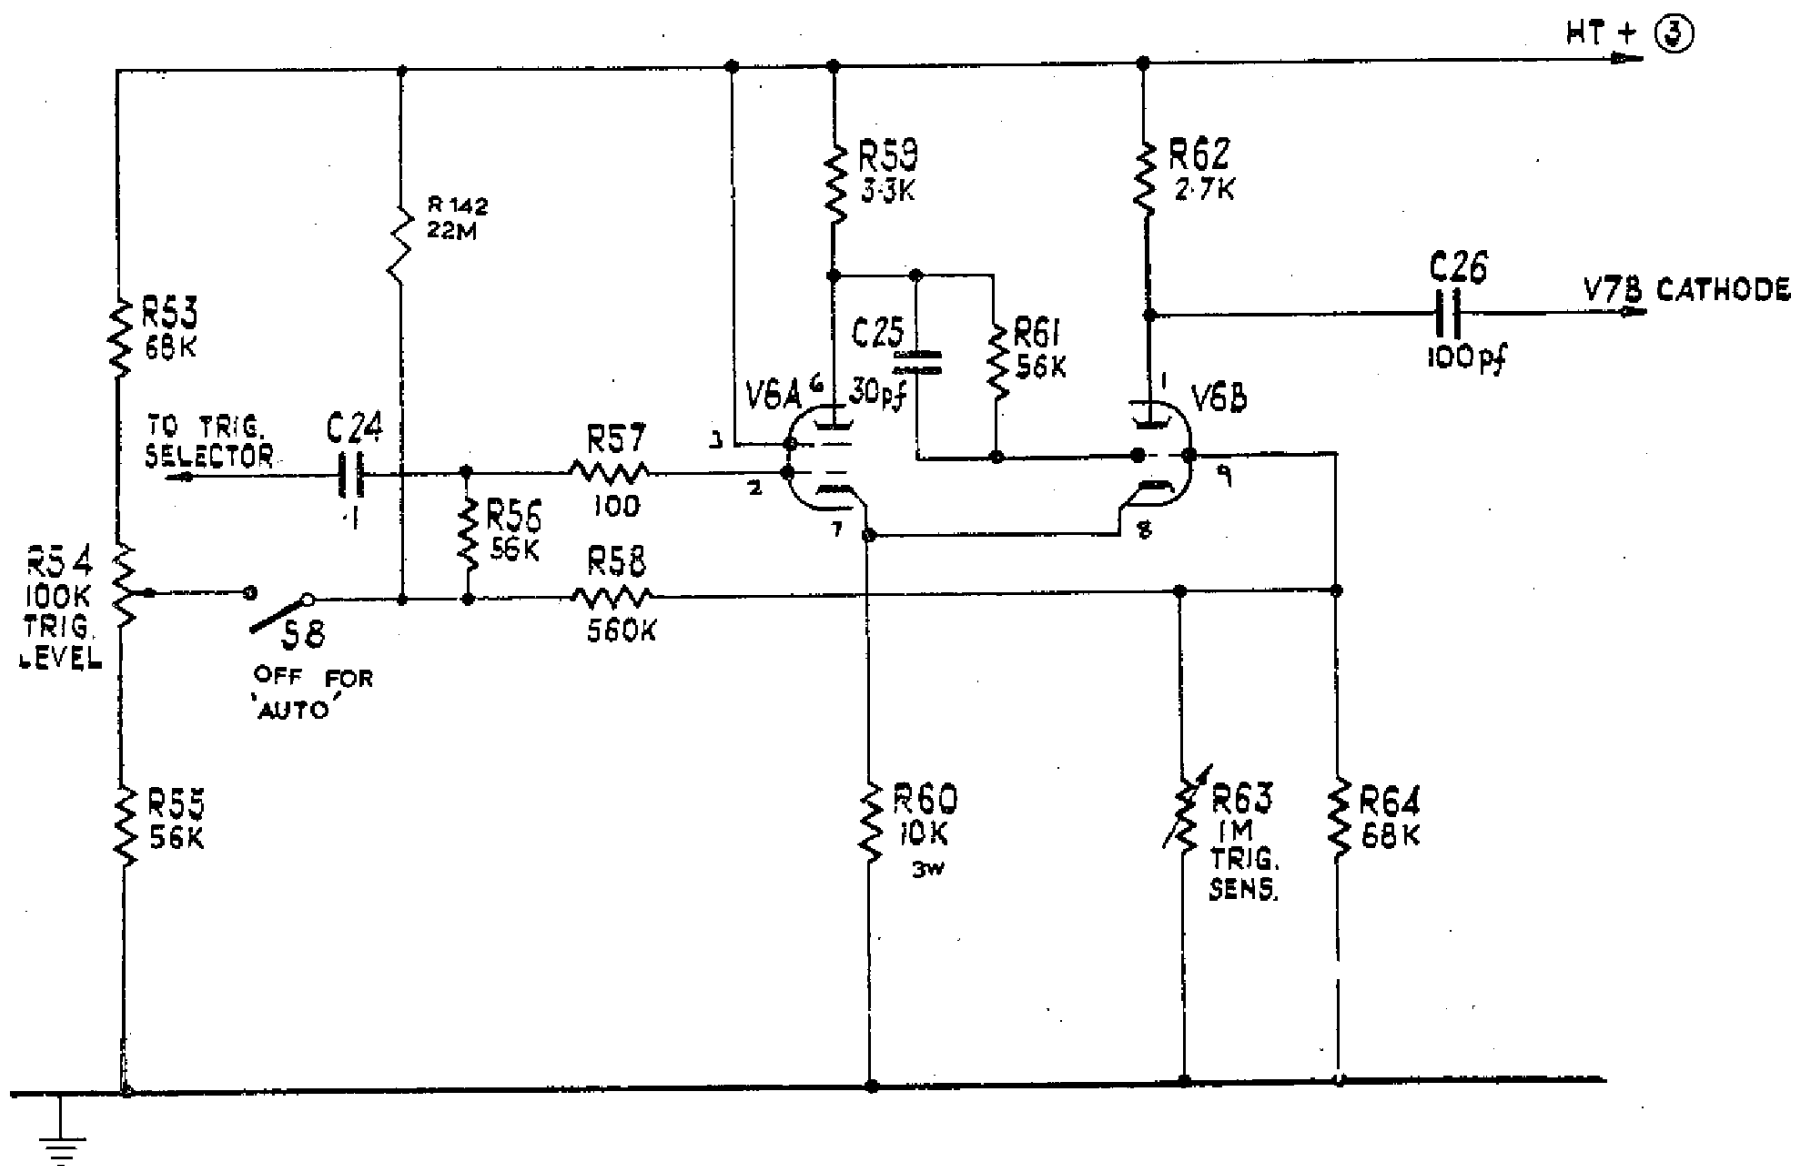 HT + ③
R59
3.3K
R62
2.7K
R 142
22M
C26
V7B CATHODE
100pf
R53
68K
C25
30pf
R61
56K
V6A
6
1
V6B
TO TRIG.
SELECTOR
C24
.1
R57
100
3
2
9
7
8
R56
56K
R58
560K
R54
100K
TRIG.
LEVEL
S8
OFF FOR
'AUTO'
R55
56K
R60
10K
3W
R63
1M
TRIG.
SENS.
R64
68K